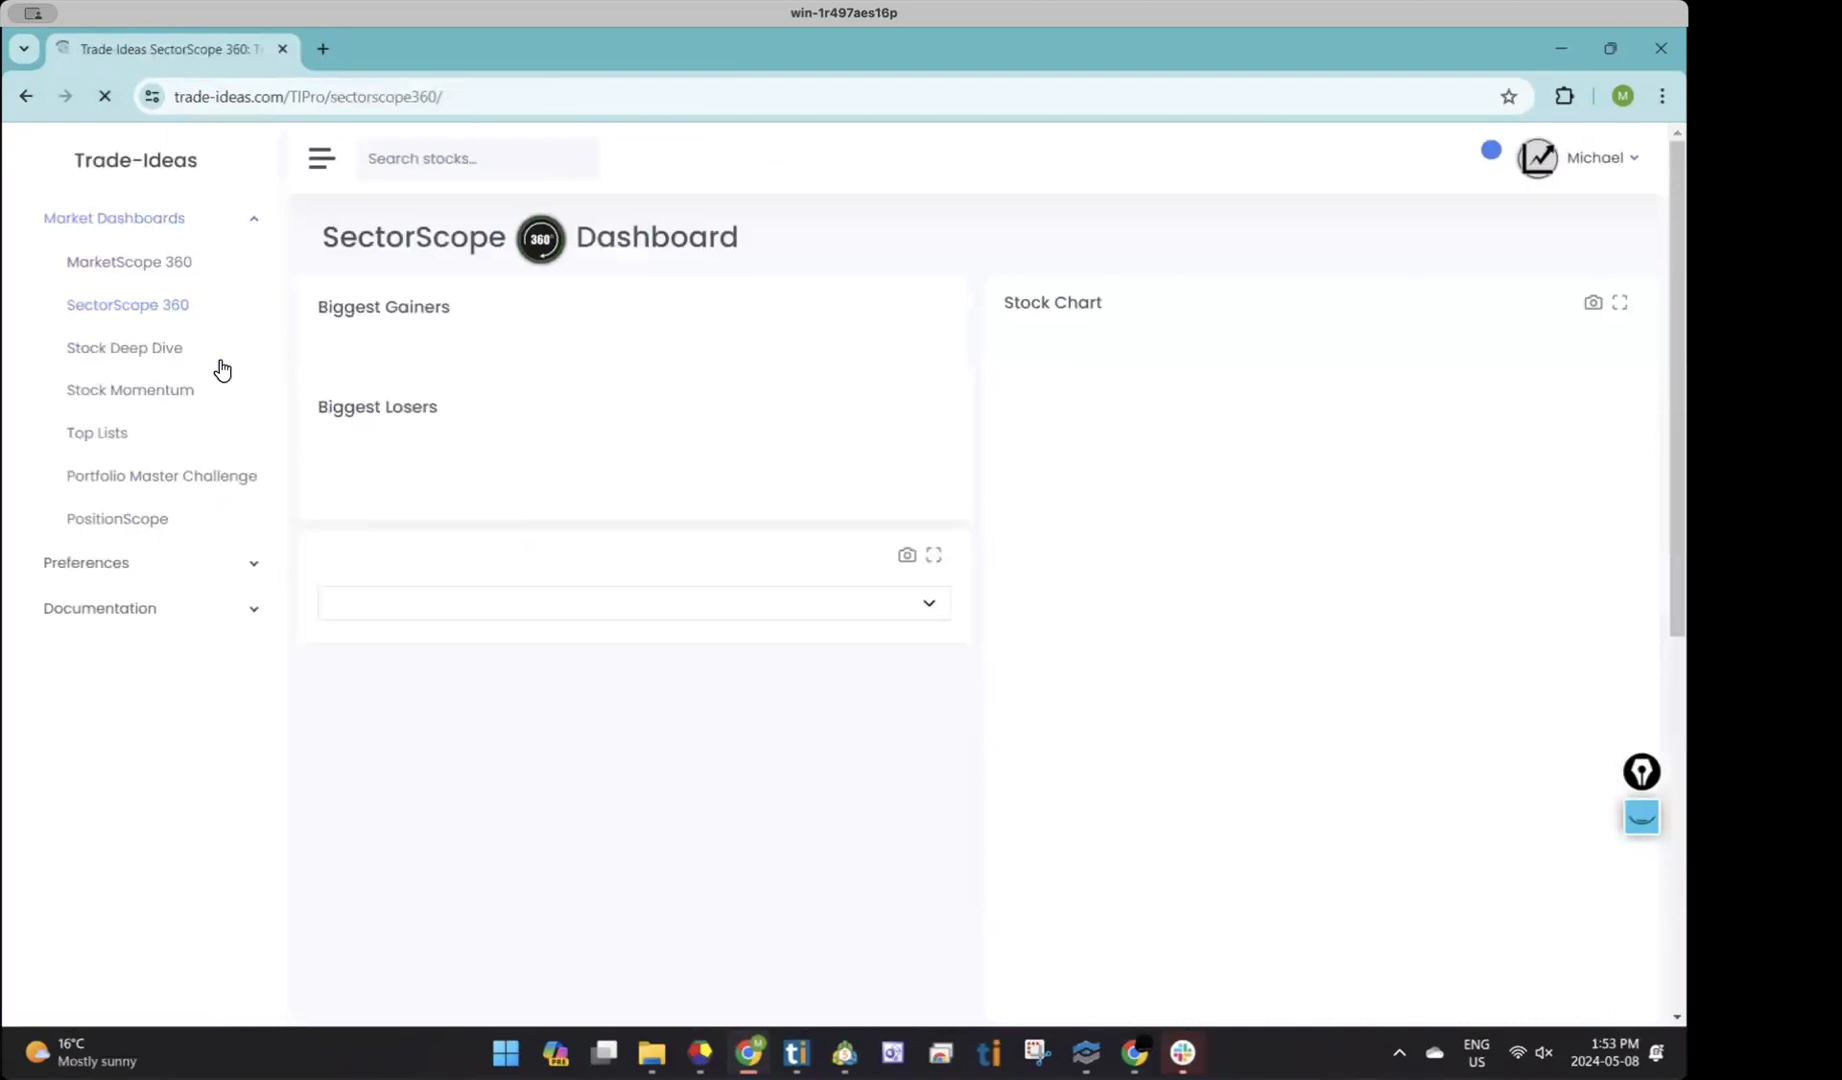 win-1r497aes16p
Trade Ideas SectorScope 360: T
trade-ideas.com/TIPro/sectorscope360/
M
Trade-Ideas
Search stocks...
Michael
Market Dashboards
MarketScope 360
SectorScope 360
Stock Deep Dive
Stock Momentum
Top Lists
Portfolio Master Challenge
PositionScope
Preferences
Documentation
SectorScope 360° Dashboard
Biggest Gainers
Biggest Losers
Stock Chart
16°C
Mostly sunny
ti
ti
ENG
US
1:53 PM
2024-05-08